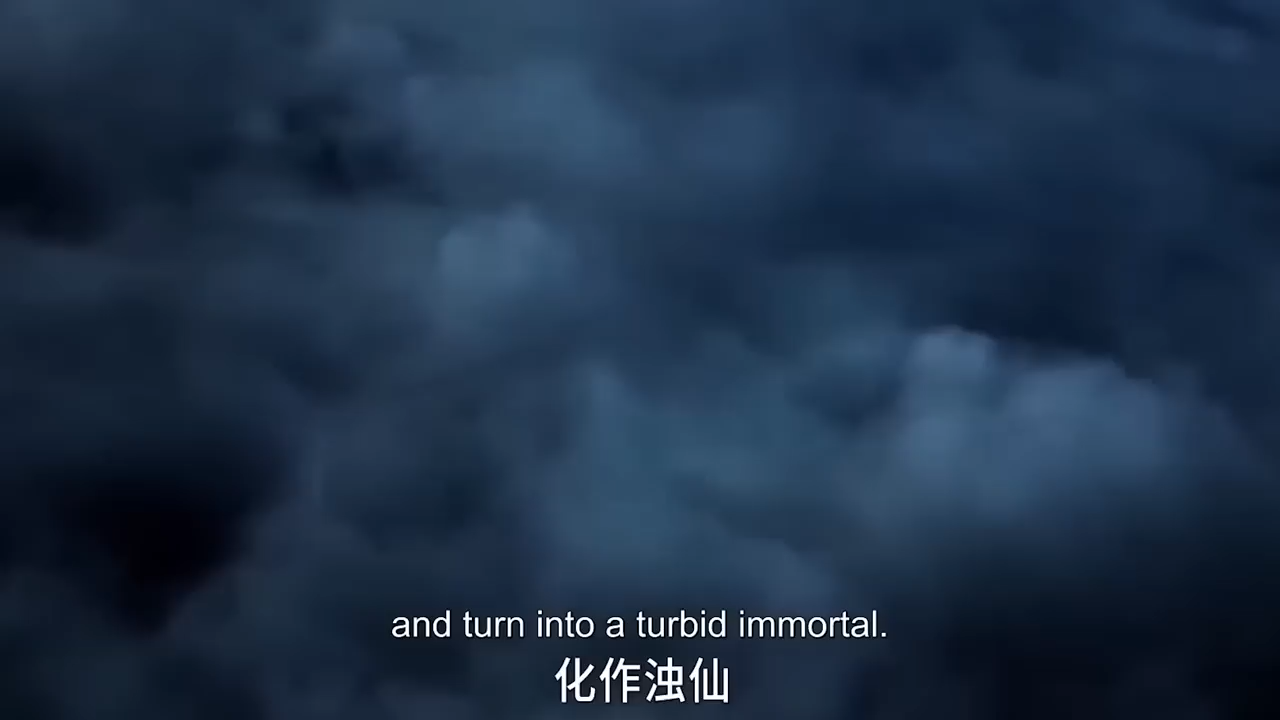 and turn into a turbid immortal.
化作浊仙